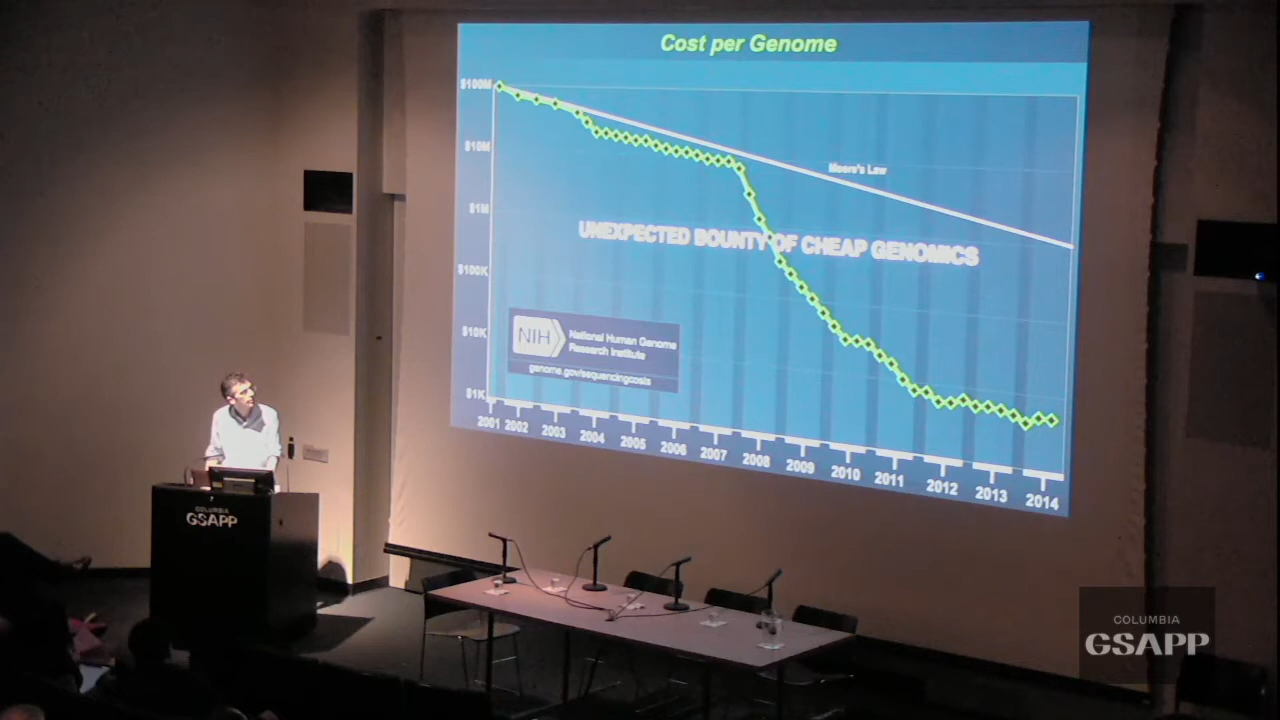 Cost per Genome
$100M
$10M
$1M
$100K
$10K
$1K
Moore's Law
UNEXPECTED BOUNTY OF CHEAP GENOMICS
NIH
National Human Genome
Research Institute
genome.gov/sequencingcosts
2001 2002 2003 2004 2005 2006 2007 2008 2009 2010 2011 2012 2013 2014
COLUMBIA
GSAPP
COLUMBIA
GSAPP